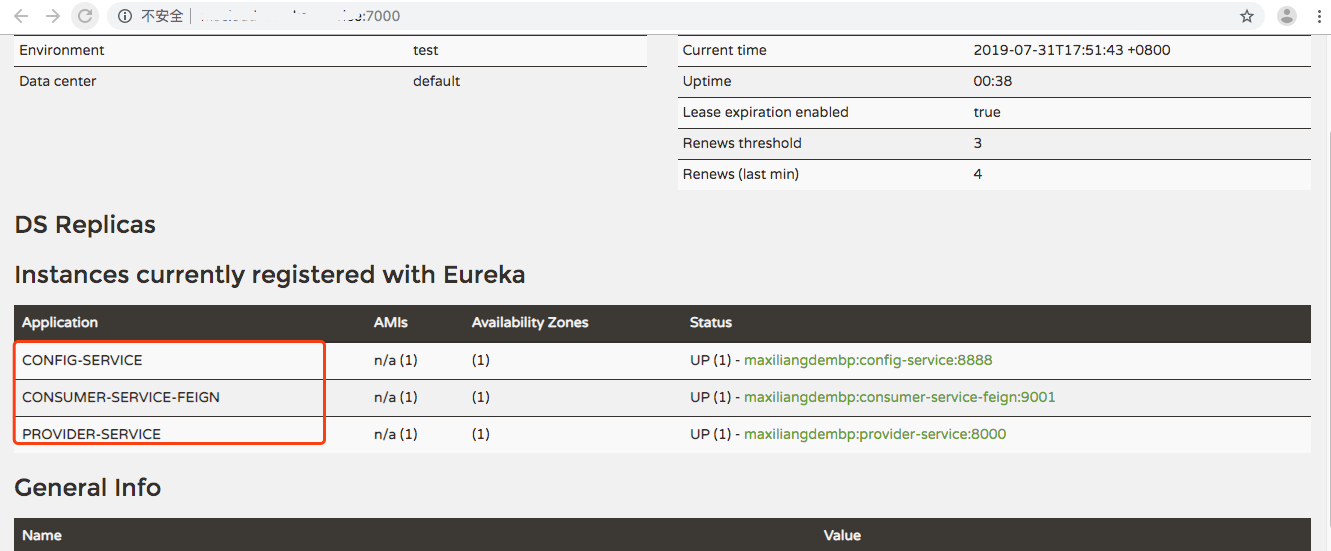 不安全
:7000
Environment test
Data center default
Current time 2019-07-31T17:51:43 +0800
Uptime 00:38
Lease expiration enabled true
Renews threshold 3
Renews (last min) 4
DS Replicas
Instances currently registered with Eureka
Application AMIs Availability Zones Status
CONFIG-SERVICE n/a (1) (1) UP (1) - maxiliangdembp:config-service:8888
CONSUMER-SERVICE-FEIGN n/a (1) (1) UP (1) - maxiliangdembp:consumer-service-feign:9001
PROVIDER-SERVICE n/a (1) (1) UP (1) - maxiliangdembp:provider-service:8000
General Info
Name Value